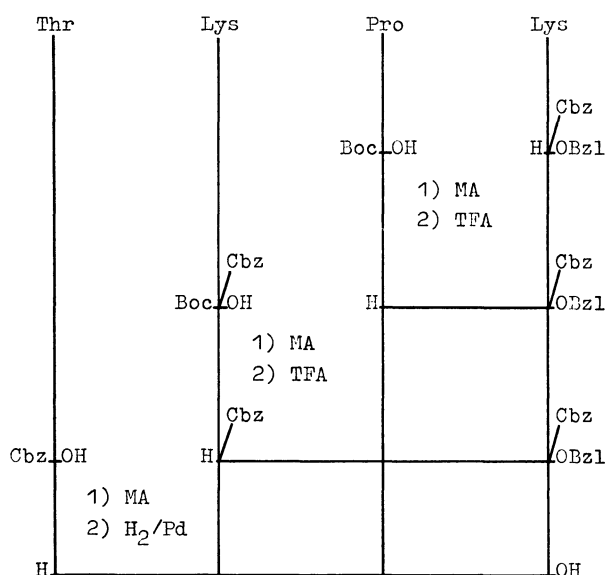 Thr Lys Pro Lys
Cbz
Boc OH H OBzl
1) MA
2) TFA
Cbz Cbz
Boc OH H OBzl
1) MA
2) TFA
Cbz Cbz
Cbz OH H OBzl
1) MA
2) H₂/Pd
H OH